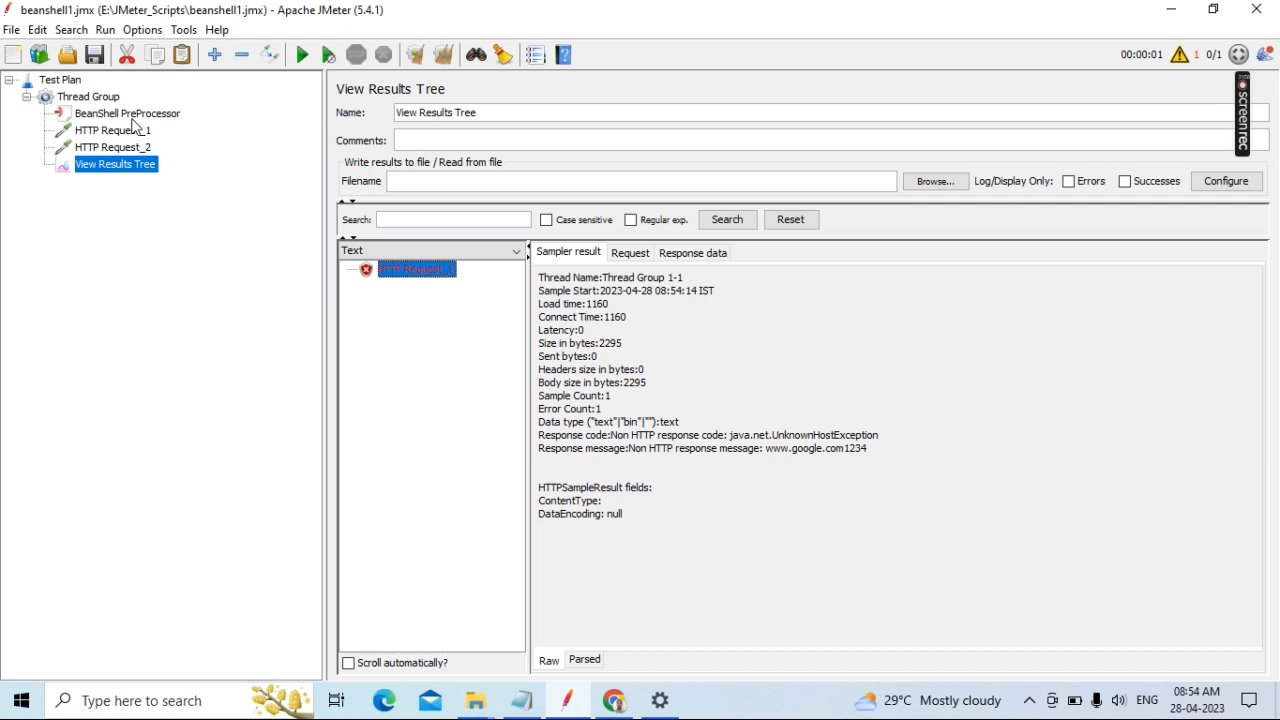 beanshell1.jmx (E:\JMeter_Scripts\beanshell1.jmx) - Apache JMeter (5.4.1)
File Edit Search Run Options Tools Help
00:00:01 1 0/1
Test Plan
Thread Group
BeanShell PreProcessor
HTTP Request_1
HTTP Request_2
View Results Tree
View Results Tree
Name: View Results Tree
Comments:
Write results to file / Read from file
Filename Browse... Log/Display Only: Errors Successes Configure
Search: Case sensitive Regular exp. Search Reset
Text
HTTP Request_1
Sampler result Request Response data
Thread Name:Thread Group 1-1
Sample Start:2023-04-28 08:54:14 IST
Load time:1160
Connect Time:1160
Latency:0
Size in bytes:2295
Sent bytes:0
Headers size in bytes:0
Body size in bytes:2295
Sample Count:1
Error Count:1
Data type ("text"|"bin"|""):text
Response code:Non HTTP response code: java.net.UnknownHostException
Response message:Non HTTP response message: www.google.com1234
HTTPSampleResult fields:
ContentType:
DataEncoding: null
Scroll automatically?
Raw Parsed
screenrec
Type here to search
29°C Mostly cloudy
ENG
08:54 AM
28-04-2023